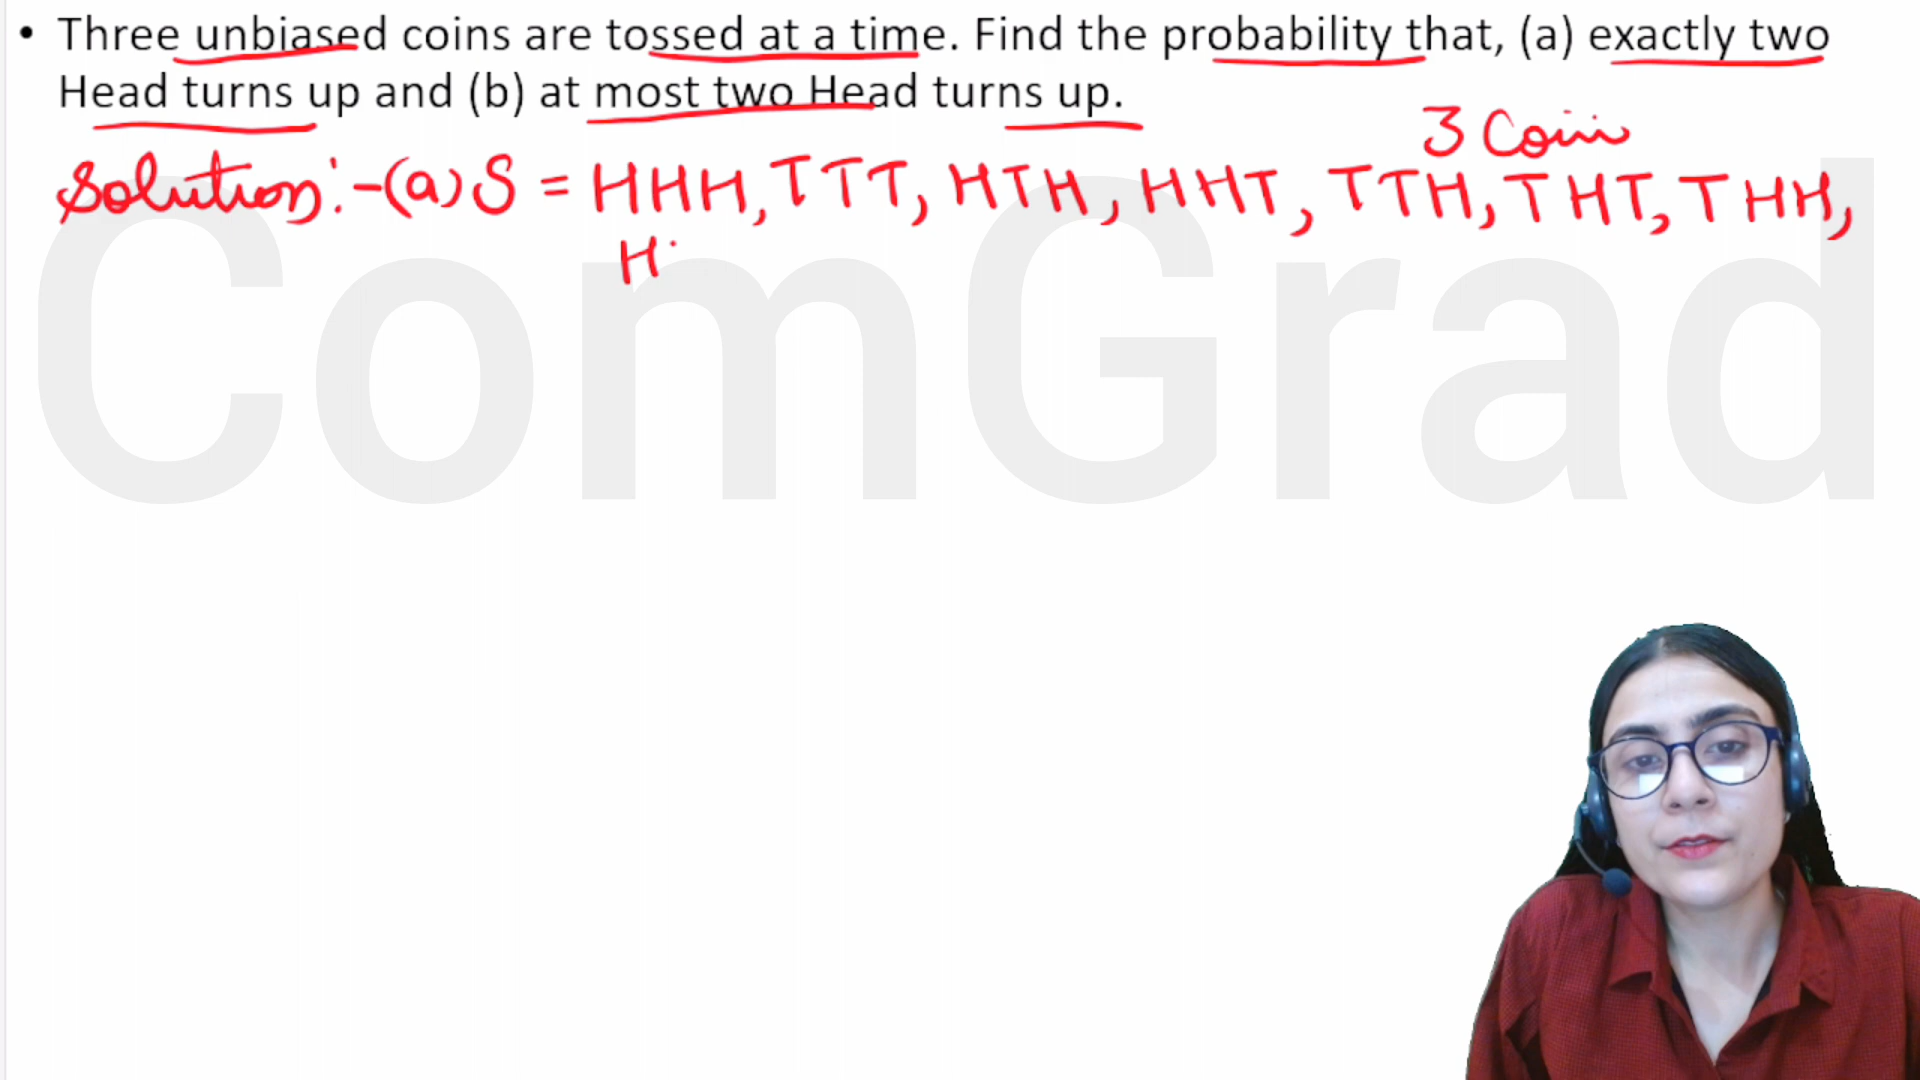 • Three unbiased coins are tossed at a time. Find the probability that, (a) exactly two
Head turns up and (b) at most two Head turns up.
3 Coin
Solution:-(a) S = HHH, TTT, HTH, HHT, TTH, THT, THH,
H
ComGrad